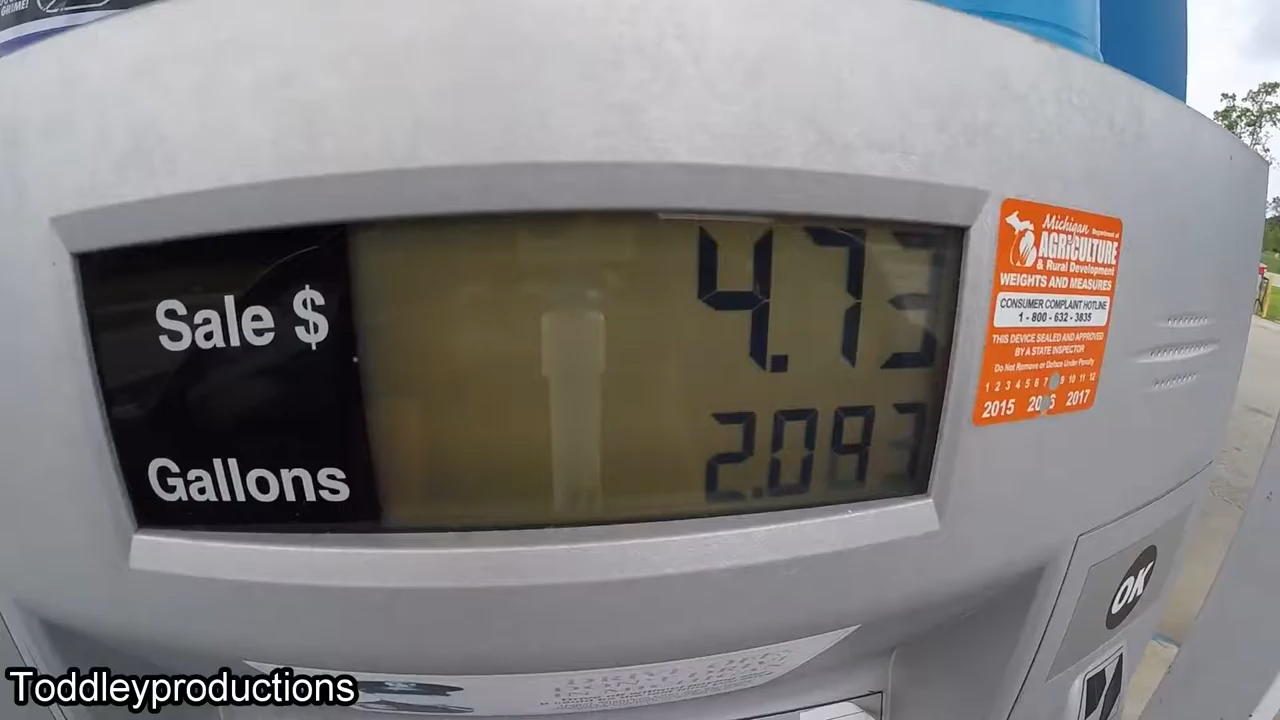 GRIME!
Sale $
4.73
Gallons
2.093
Michigan Department of
AGRICULTURE
& Rural Development
WEIGHTS AND MEASURES
CONSUMER COMPLAINT HOTLINE
1 - 800 - 632 - 3835
THIS DEVICE SEALED AND APPROVED
BY A STATE INSPECTOR
Do Not Remove or Deface Under Penalty
1 2 3 4 5 6 7 9 10 11 12
2015 2016 2017
OK
Toddleyproductions